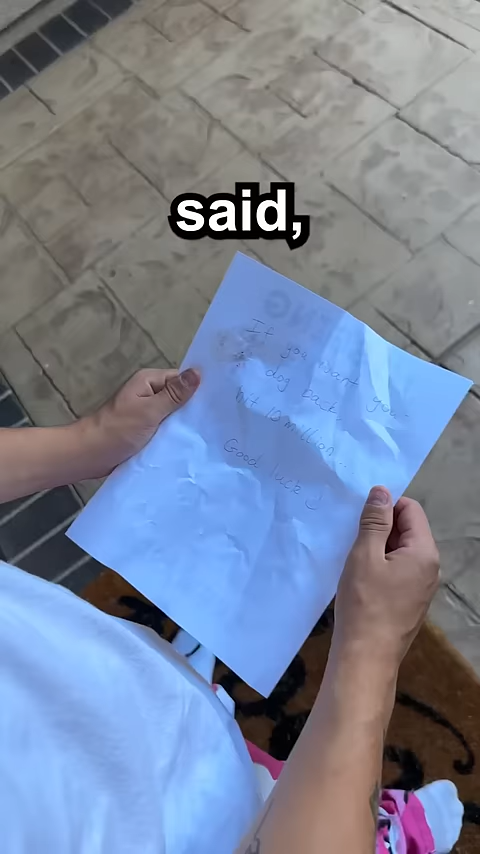 said,
If you want your
dog back,
hit 10 million...
Good luck :)